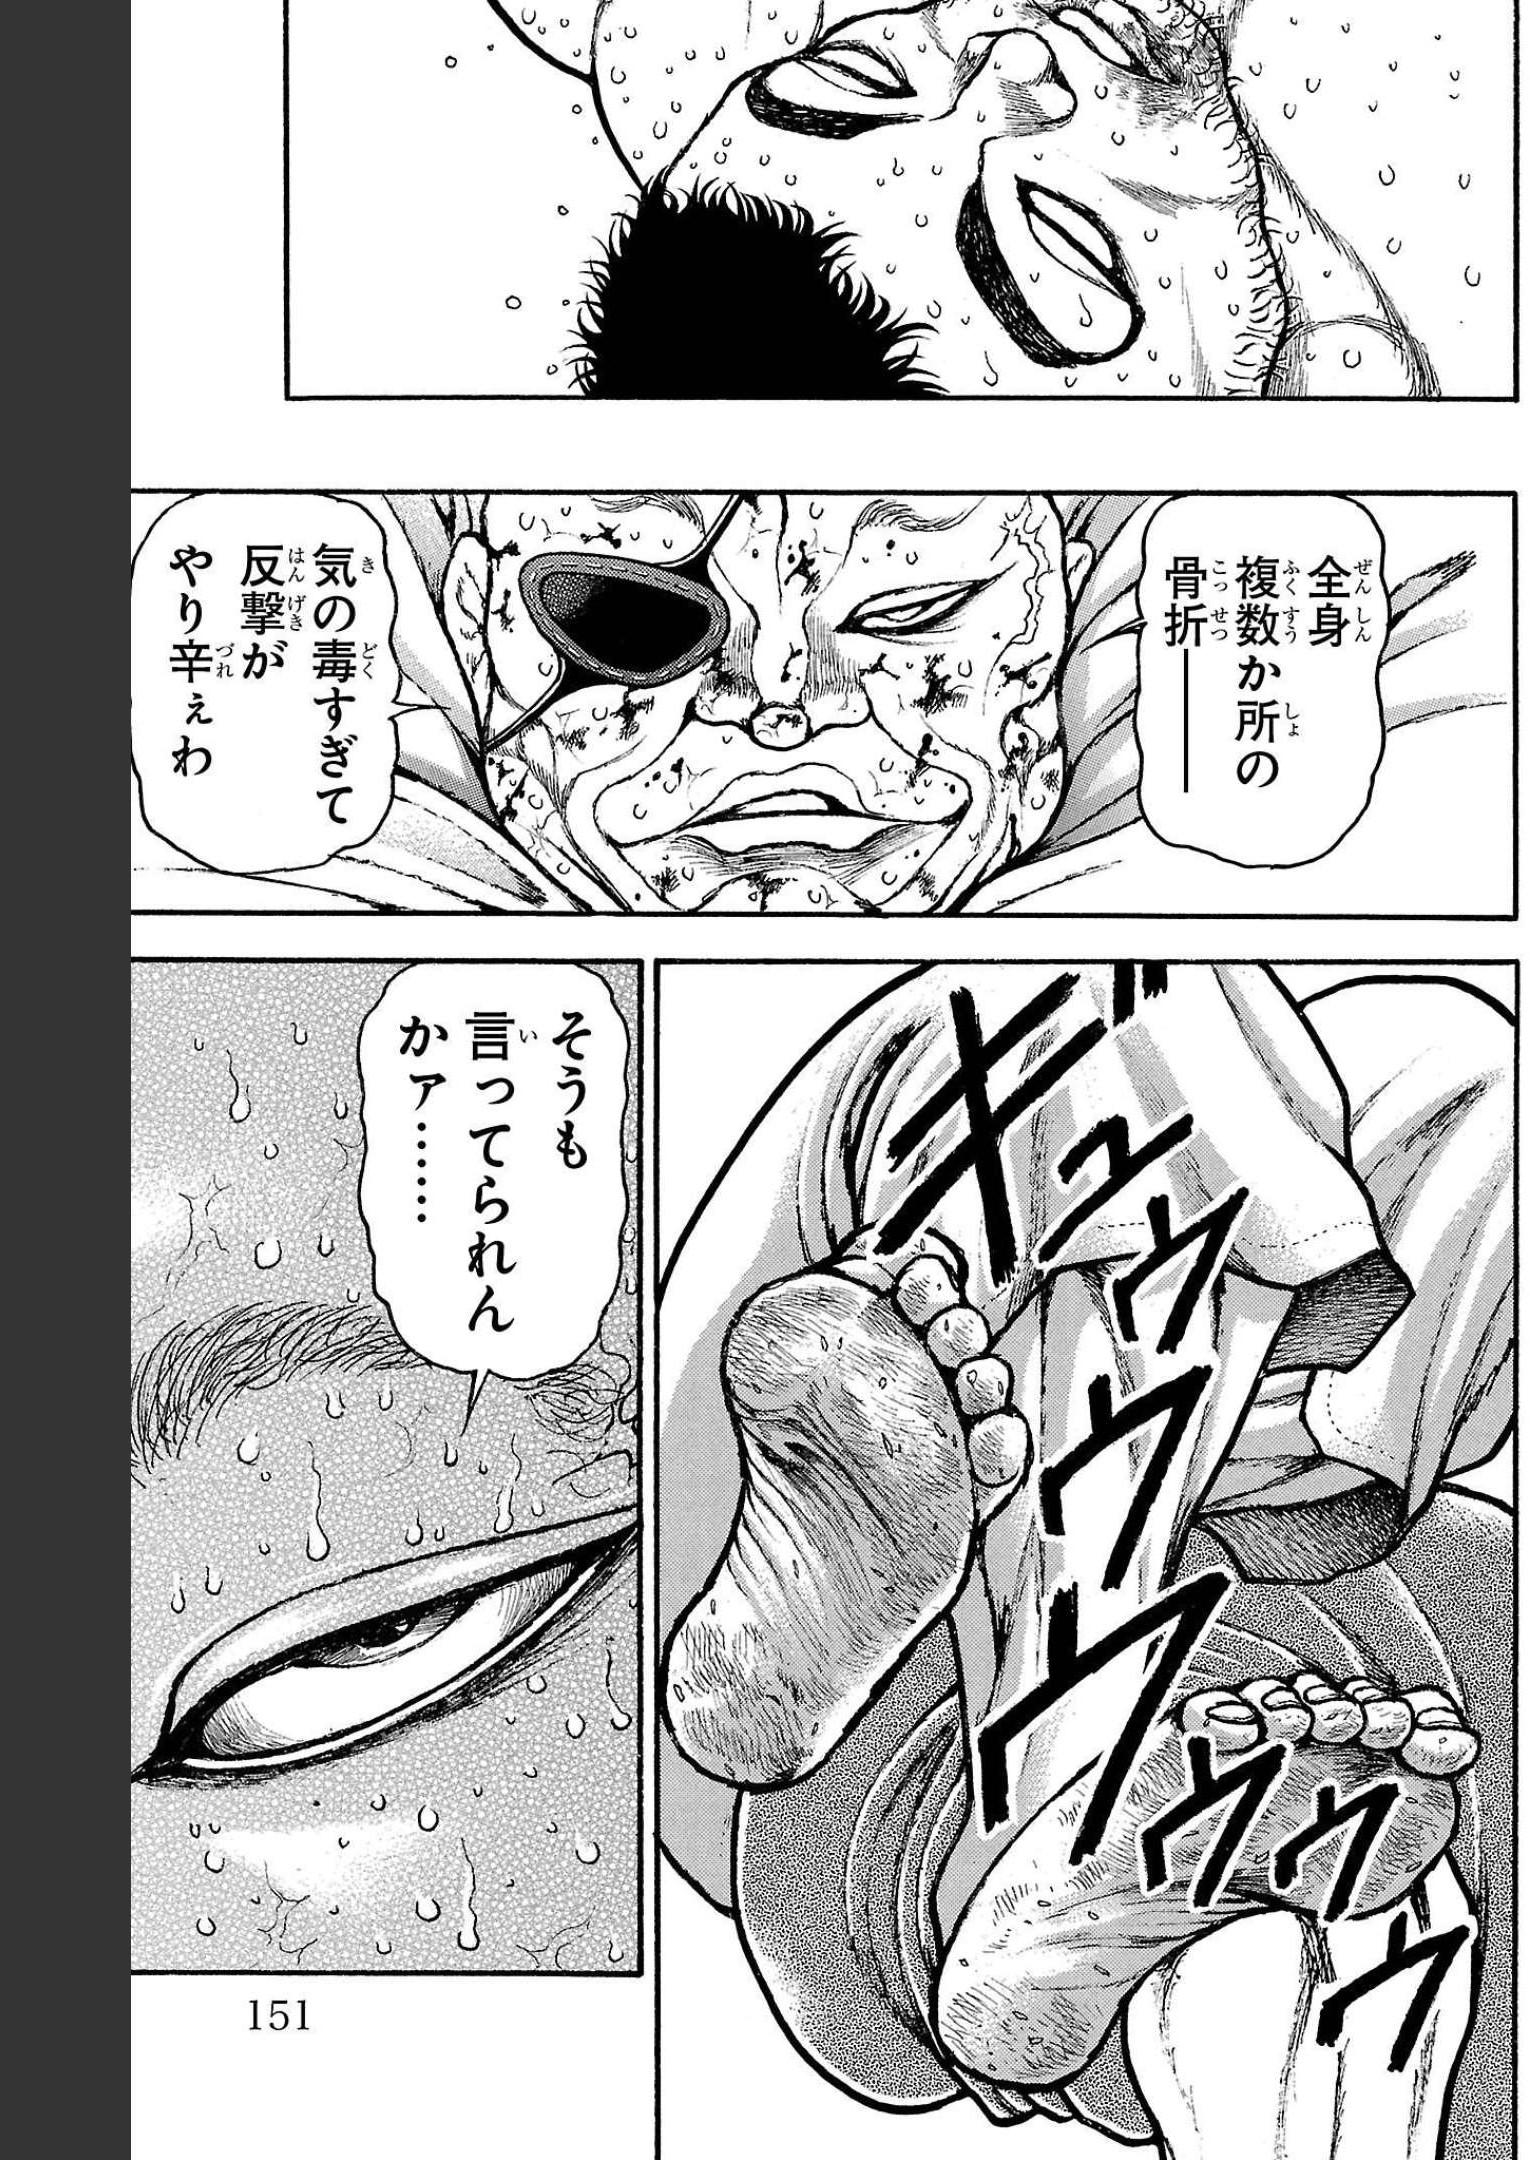 全身
複数か所の
骨折――
気の毒すぎて
反撃が
やり辛ぇわ
ギュウウウウウウ
そうも
言ってられん
かァ……
151